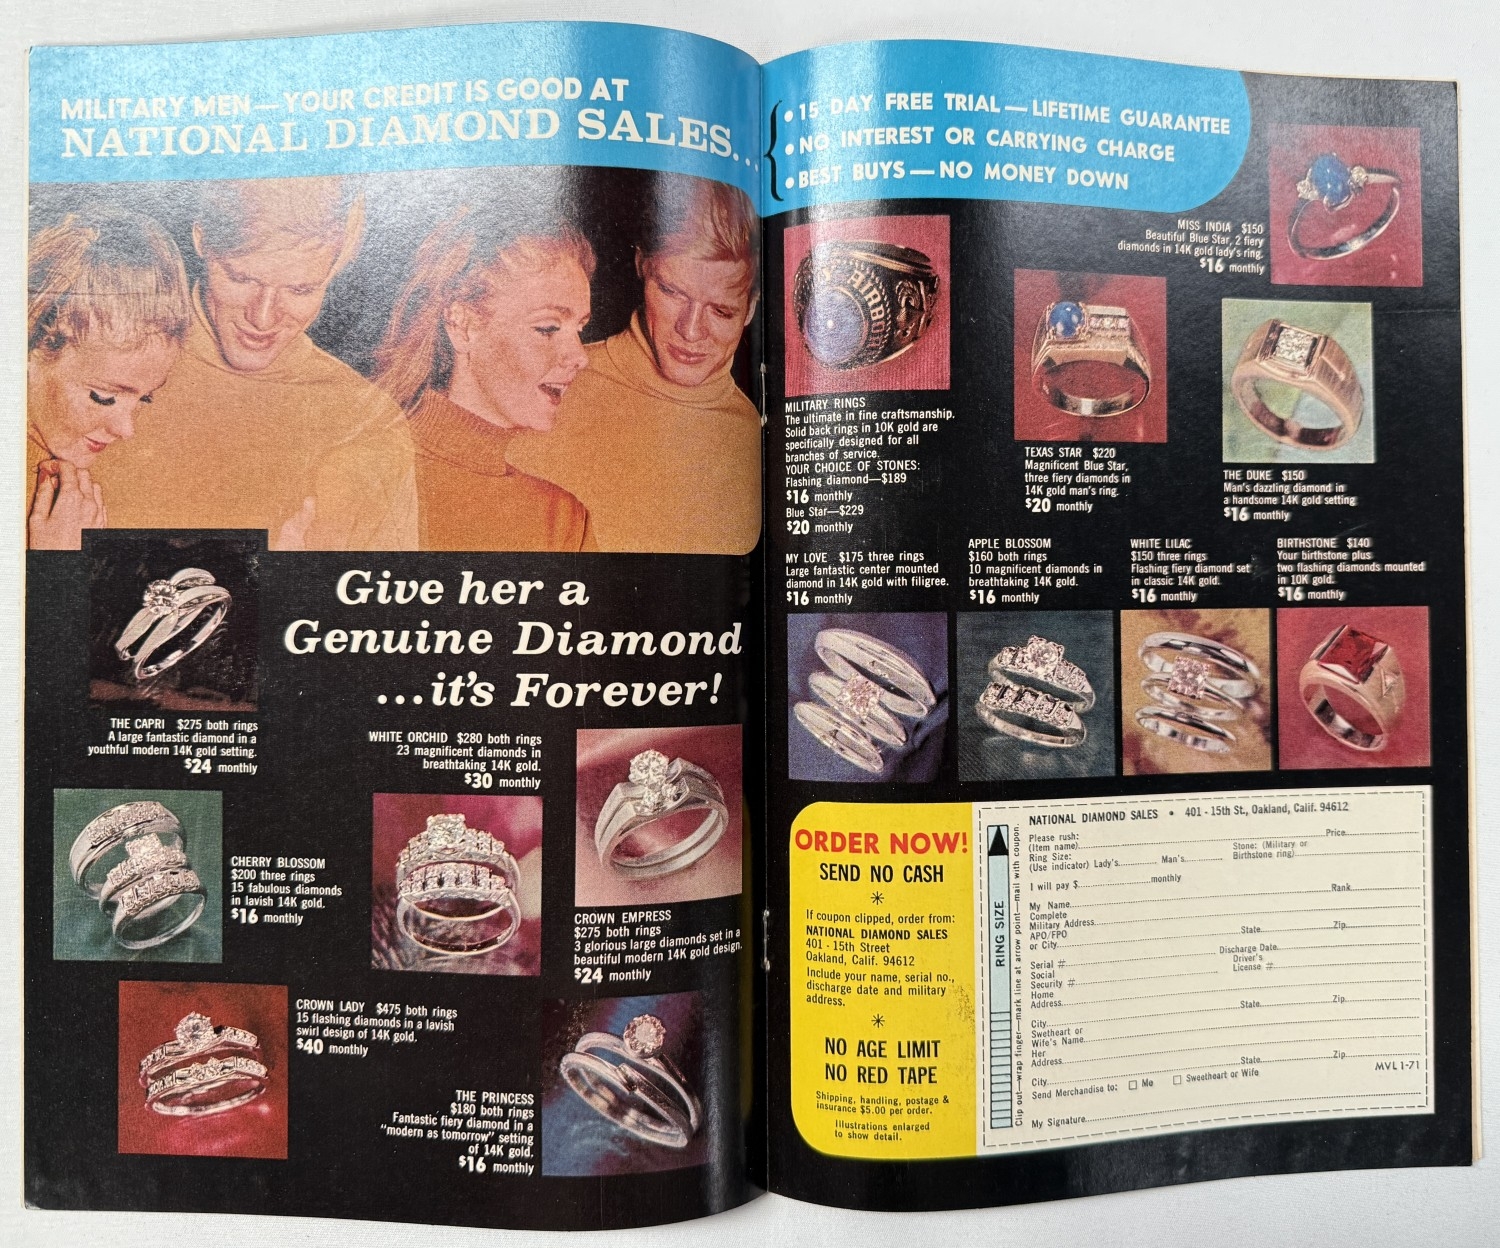 MILITARY MEN—YOUR CREDIT IS GOOD AT
NATIONAL DIAMOND SALES...
Give her a
Genuine Diamond
...it's Forever!
THE CAPRI $275 both rings
A large fantastic diamond in a
youthful modern 14K gold setting.
$24 monthly
WHITE ORCHID $280 both rings
23 magnificent diamonds in
breathtaking 14K gold.
$30 monthly
CHERRY BLOSSOM
$200 three rings
15 fabulous diamonds
in lavish 14K gold.
$16 monthly
CROWN EMPRESS
$275 both rings
3 glorious large diamonds set in a
beautiful modern 14K gold design.
$24 monthly
CROWN LADY $475 both rings
15 flashing diamonds in a lavish
swirl design of 14K gold.
$40 monthly
THE PRINCESS
$180 both rings
Fantastic fiery diamond in a
"modern as tomorrow" setting
of 14K gold.
$16 monthly
• 15 DAY FREE TRIAL — LIFETIME GUARANTEE
• NO INTEREST OR CARRYING CHARGE
• BEST BUYS — NO MONEY DOWN
MISS INDIA $150
Beautiful Blue Star, 2 fiery
diamonds in 14K gold lady's ring.
$16 monthly
AIRBO
MILITARY RINGS
The ultimate in fine craftsmanship.
Solid back rings in 10K gold are
specifically designed for all
branches of service.
YOUR CHOICE OF STONES:
Flashing diamond—$189
$16 monthly
Blue Star—$229
$20 monthly
TEXAS STAR $220
Magnificent Blue Star,
three fiery diamonds in
14K gold man's ring.
$20 monthly
THE DUKE $150
Man's dazzling diamond in
a handsome 14K gold setting
$16 monthly
MY LOVE $175 three rings
Large fantastic center mounted
diamond in 14K gold with filigree.
$16 monthly
APPLE BLOSSOM
$160 both rings
10 magnificent diamonds in
breathtaking 14K gold.
$16 monthly
WHITE LILAC
$150 three rings
Flashing fiery diamond set
in classic 14K gold.
$16 monthly
BIRTHSTONE $140
Your birthstone plus
two flashing diamonds mounted
in 10K gold.
$16 monthly
ORDER NOW!
SEND NO CASH
*
If coupon clipped, order from:
NATIONAL DIAMOND SALES
401 - 15th Street
Oakland, Calif. 94612
Include your name, serial no.,
discharge date and military
address.
*
NO AGE LIMIT
NO RED TAPE
Shipping, handling, postage &
insurance $5.00 per order.
Illustrations enlarged
to show detail.
RING SIZE
Clip out—wrap finger—mark line at arrow point—mail with coupon.
NATIONAL DIAMOND SALES • 401 - 15th St., Oakland, Calif. 94612
Please rush:
(Item name) Price
Ring Size: Stone: (Military or
(Use indicator) Lady's Man's Birthstone ring)
I will pay $ monthly
My Name Rank
Complete
Military Address
APO/FPO
or City State Zip
Discharge Date
Serial # Driver's
Social License #
Security #
Home
Address
City State Zip
Swetheart or
Wife's Name
Her
Address
City State Zip
Send Merchandise to: □ Me □ Sweetheart or Wife MVL 1-71
My Signature